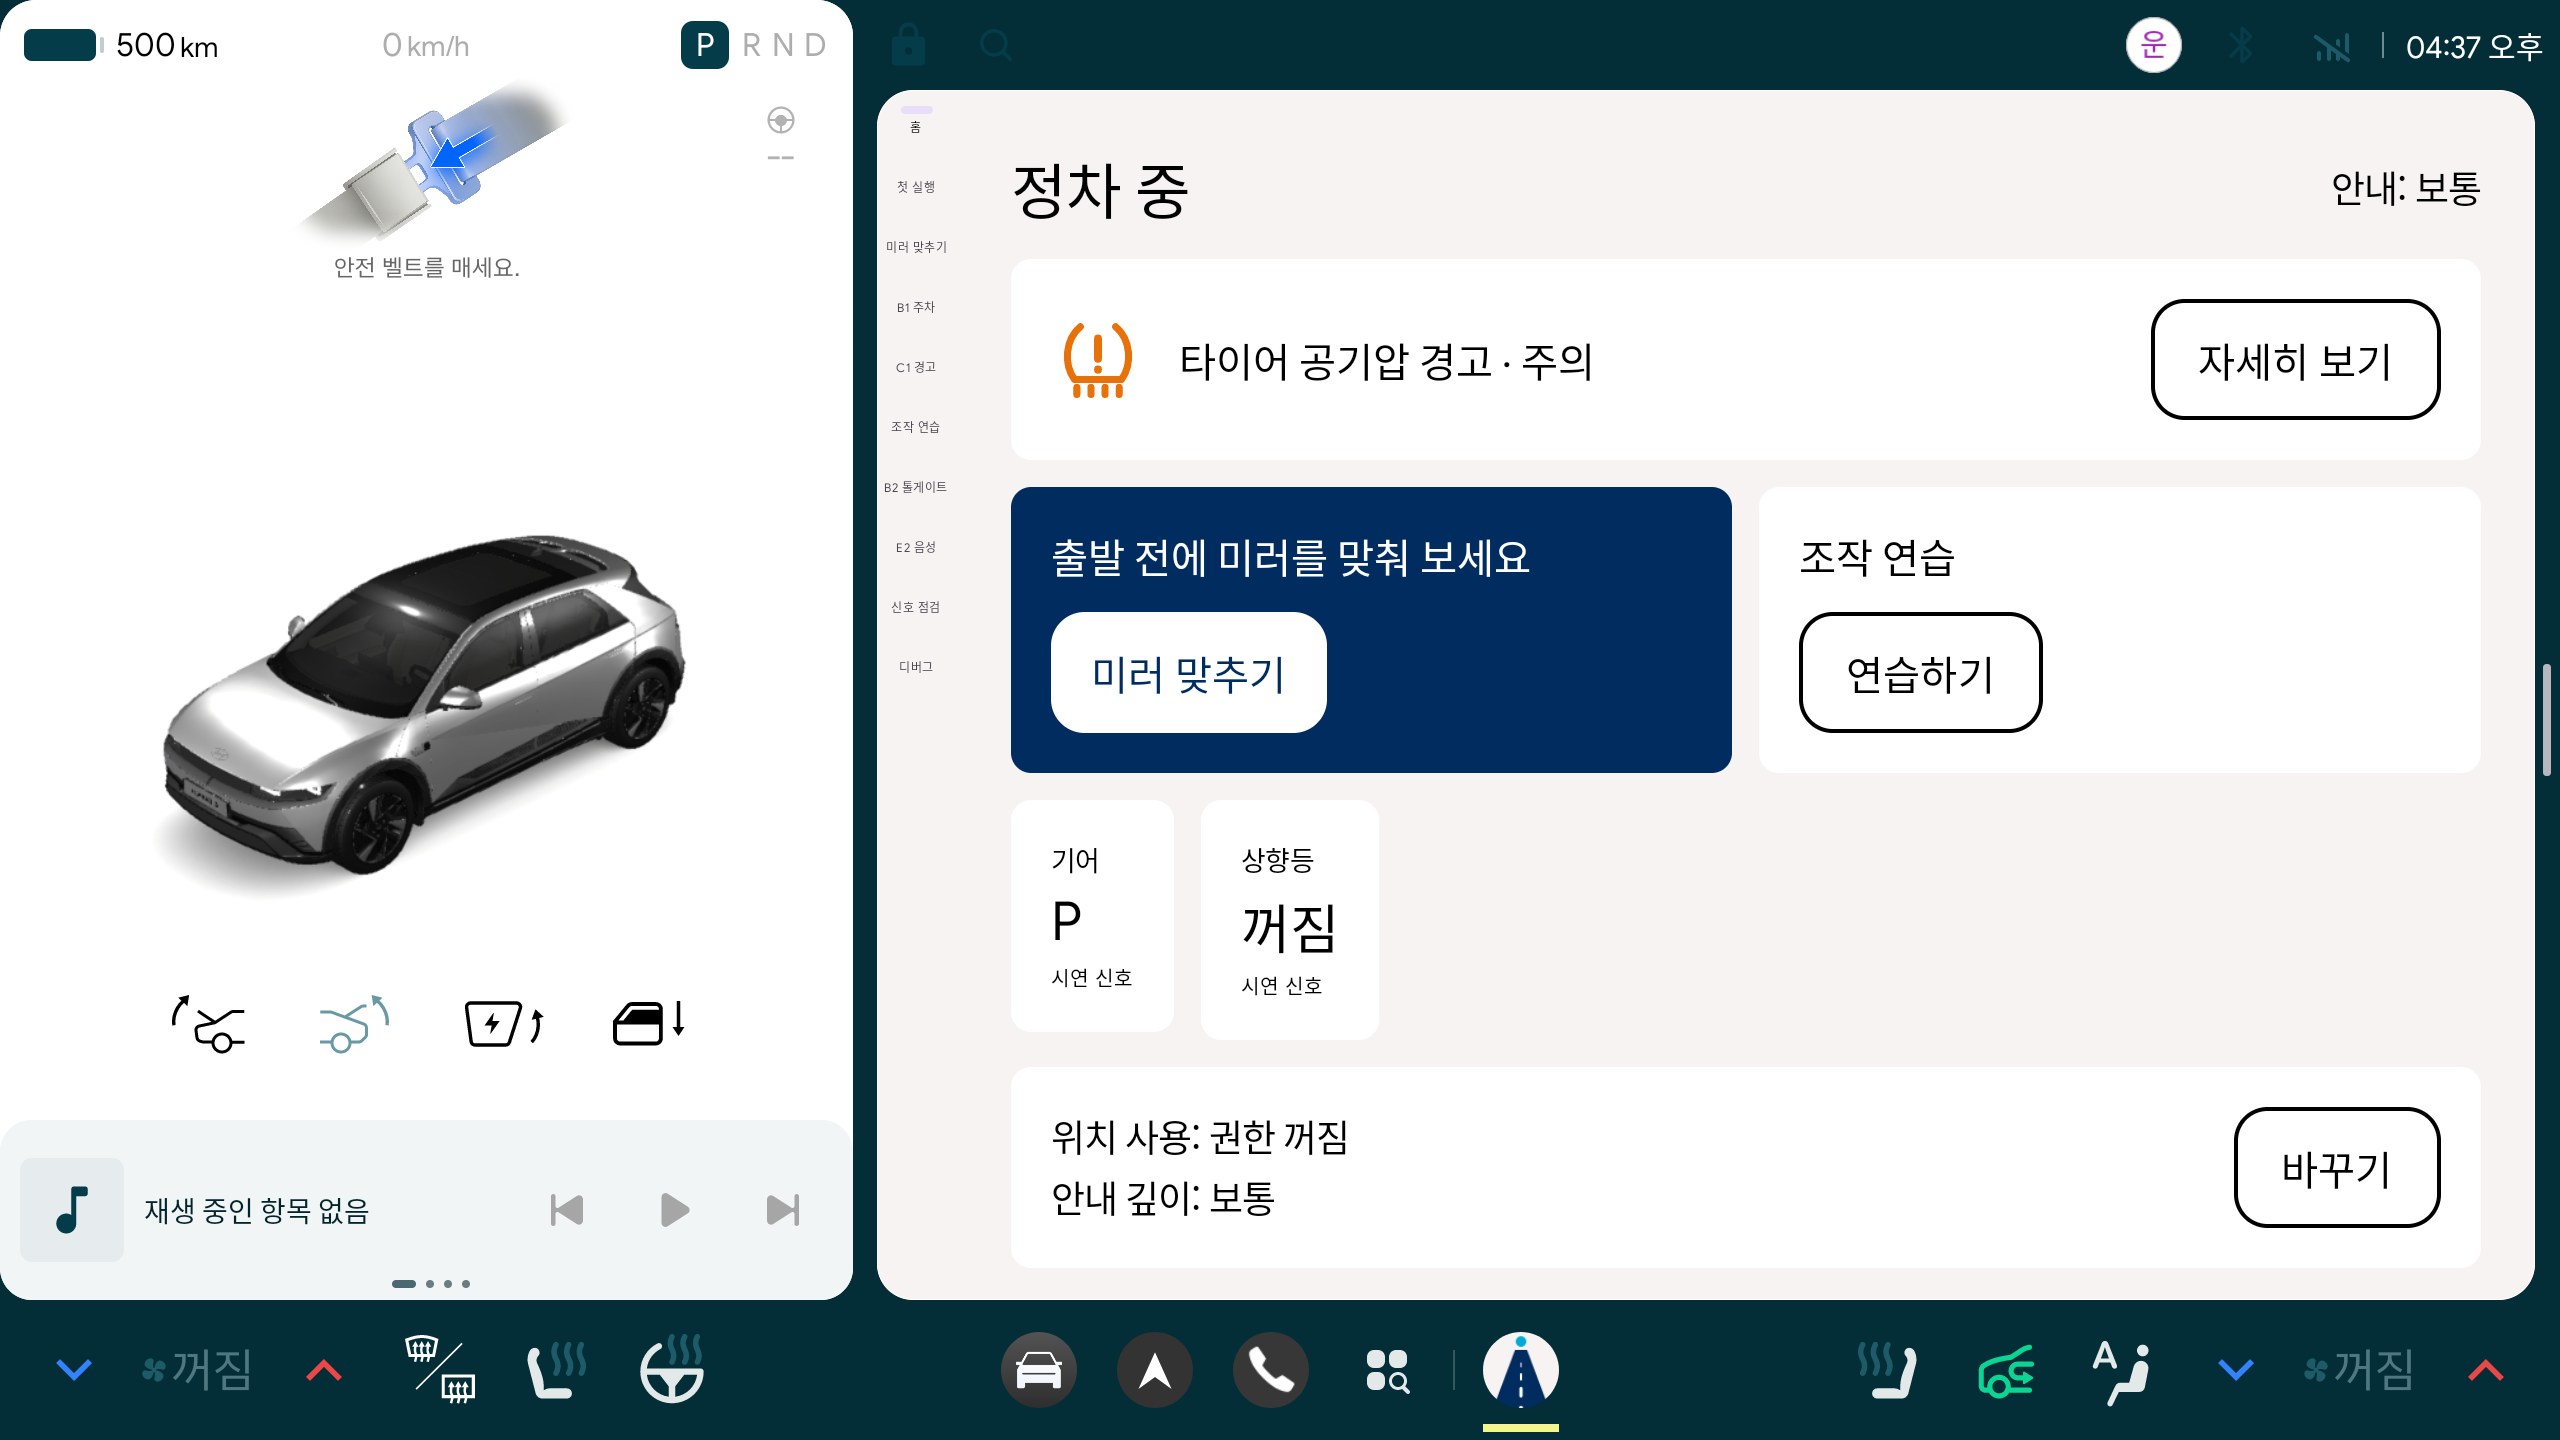 500 km
0 km/h
P R N D
운
04:37 오후
--
안전 벨트를 매세요.
재생 중인 항목 없음
홈
첫 실행
미러 맞추기
B1 주차
C1 경고
조작 연습
B2 톨게이트
E2 음성
신호 점검
디버그
정차 중
안내: 보통
타이어 공기압 경고 · 주의
자세히 보기
출발 전에 미러를 맞춰 보세요
미러 맞추기
조작 연습
연습하기
기어
P
시연 신호
상향등
꺼짐
시연 신호
위치 사용: 권한 꺼짐
안내 깊이: 보통
바꾸기
꺼짐
A
꺼짐